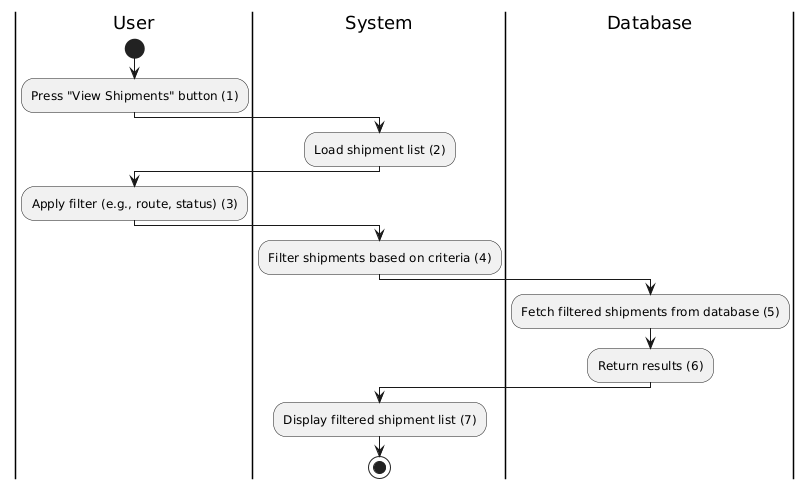 User
System
Database
Press "View Shipments" button (1)
Load shipment list (2)
Apply filter (e.g., route, status) (3)
Filter shipments based on criteria (4)
Fetch filtered shipments from database (5)
Return results (6)
Display filtered shipment list (7)